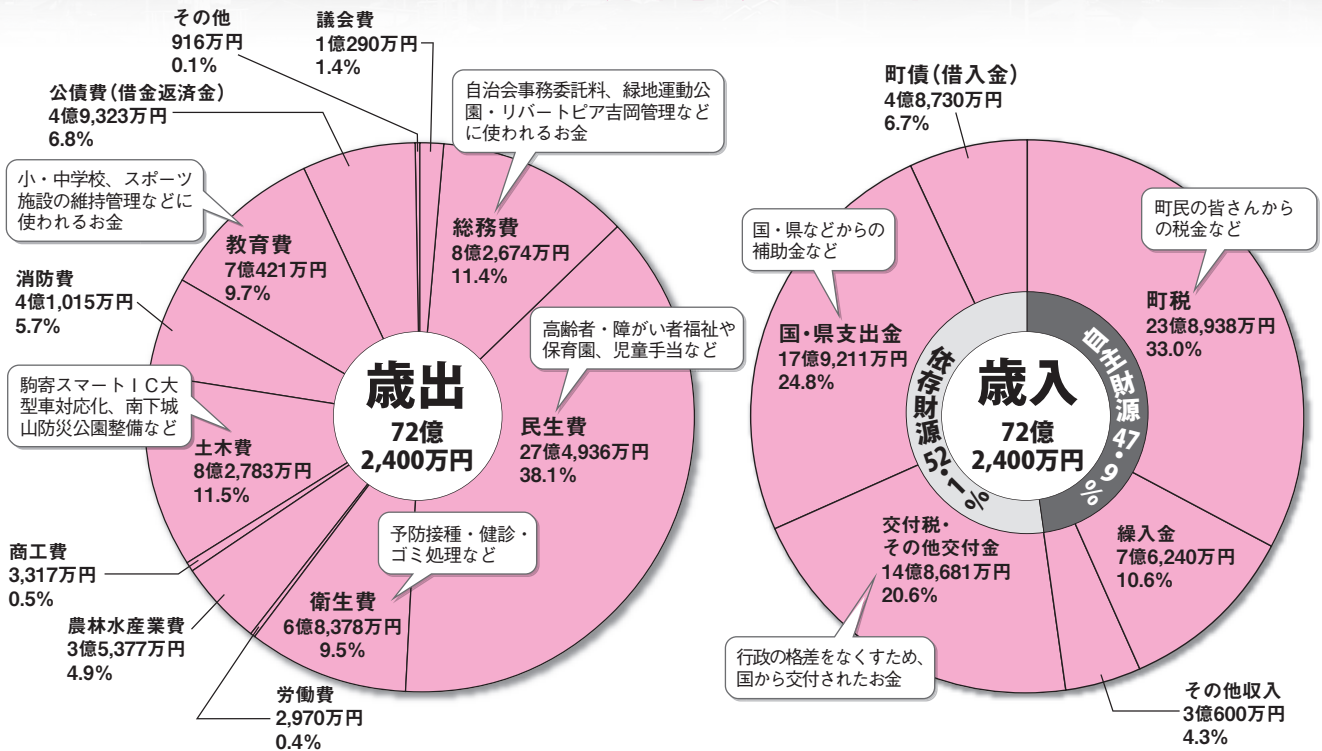 その他
916万円
0.1%
議会費
1億290万円
1.4%
自治会事務委託料、緑地運動公
園・リバートピア吉岡管理など
に使われるお金
総務費
8億2,674万円
11.4%
高齢者・障がい者福祉や
保育園、児童手当など
民生費
27億4,936万円
38.1%
予防接種・健診・
ゴミ処理など
衛生費
6億8,378万円
9.5%
労働費
2,970万円
0.4%
農林水産業費
3億5,377万円
4.9%
商工費
3,317万円
0.5%
駒寄スマートIC大
型車対応化、南下城
山防災公園整備など
土木費
8億2,783万円
11.5%
消防費
4億1,015万円
5.7%
小・中学校、スポーツ
施設の維持管理などに
使われるお金
教育費
7億421万円
9.7%
公債費(借金返済金)
4億9,323万円
6.8%
歳出
72億
2,400万円
町債(借入金)
4億8,730万円
6.7%
町民の皆さんから
の税金など
町税
23億8,938万円
33.0%
自主財源 47・9%
繰入金
7億6,240万円
10.6%
その他収入
3億600万円
4.3%
交付税・
その他交付金
14億8,681万円
20.6%
行政の格差をなくすため、
国から交付されたお金
国・県などからの
補助金など
国・県支出金
17億9,211万円
24.8%
依存財源 52・1%
歳入
72億
2,400万円